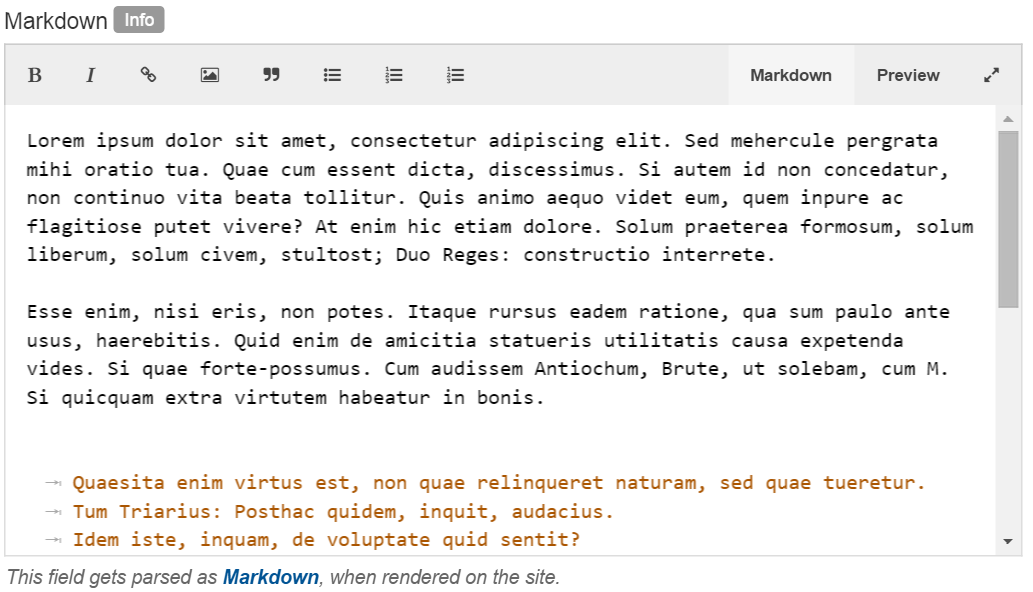 Markdown Info
B I Markdown Preview
Lorem ipsum dolor sit amet, consectetur adipiscing elit. Sed mehercule pergrata
mihi oratio tua. Quae cum essent dicta, discessimus. Si autem id non concedatur,
non continuo vita beata tollitur. Quis animo aequo videt eum, quem inpure ac
flagitiose putet vivere? At enim hic etiam dolore. Solum praeterea formosum, solum
liberum, solum civem, stultost; Duo Reges: constructio interrete.
Esse enim, nisi eris, non potes. Itaque rursus eadem ratione, qua sum paulo ante
usus, haerebitis. Quid enim de amicitia statueris utilitatis causa expetenda
vides. Si quae forte-possumus. Cum audissem Antiochum, Brute, ut solebam, cum M.
Si quicquam extra virtutem habeatur in bonis.
Quaesita enim virtus est, non quae relinqueret naturam, sed quae tueretur.
Tum Triarius: Posthac quidem, inquit, audacius.
Idem iste, inquam, de voluptate quid sentit?
This field gets parsed as Markdown, when rendered on the site.